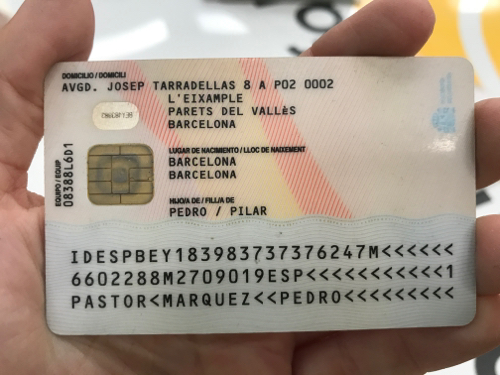 DOMICILIO / DOMICILI
AVGD. JOSEP TARRADELLAS 8 A P02 0002
L'EIXAMPLE
PARETS DEL VALLès
BARCELONA
LUGAR DE NACIMIENTO / LLOC DE NAIXEMENT
BARCELONA
BARCELONA
EQUIPO / EQUIP
08388L6D1
HIJO/A DE / FILL/A DE
PEDRO / PILAR
IDESPBEY183983737376247M<<<<<<
6602288M2709019ESP<<<<<<<<<<<1
PASTOR<MARQUEZ<<PEDRO<<<<<<<<<